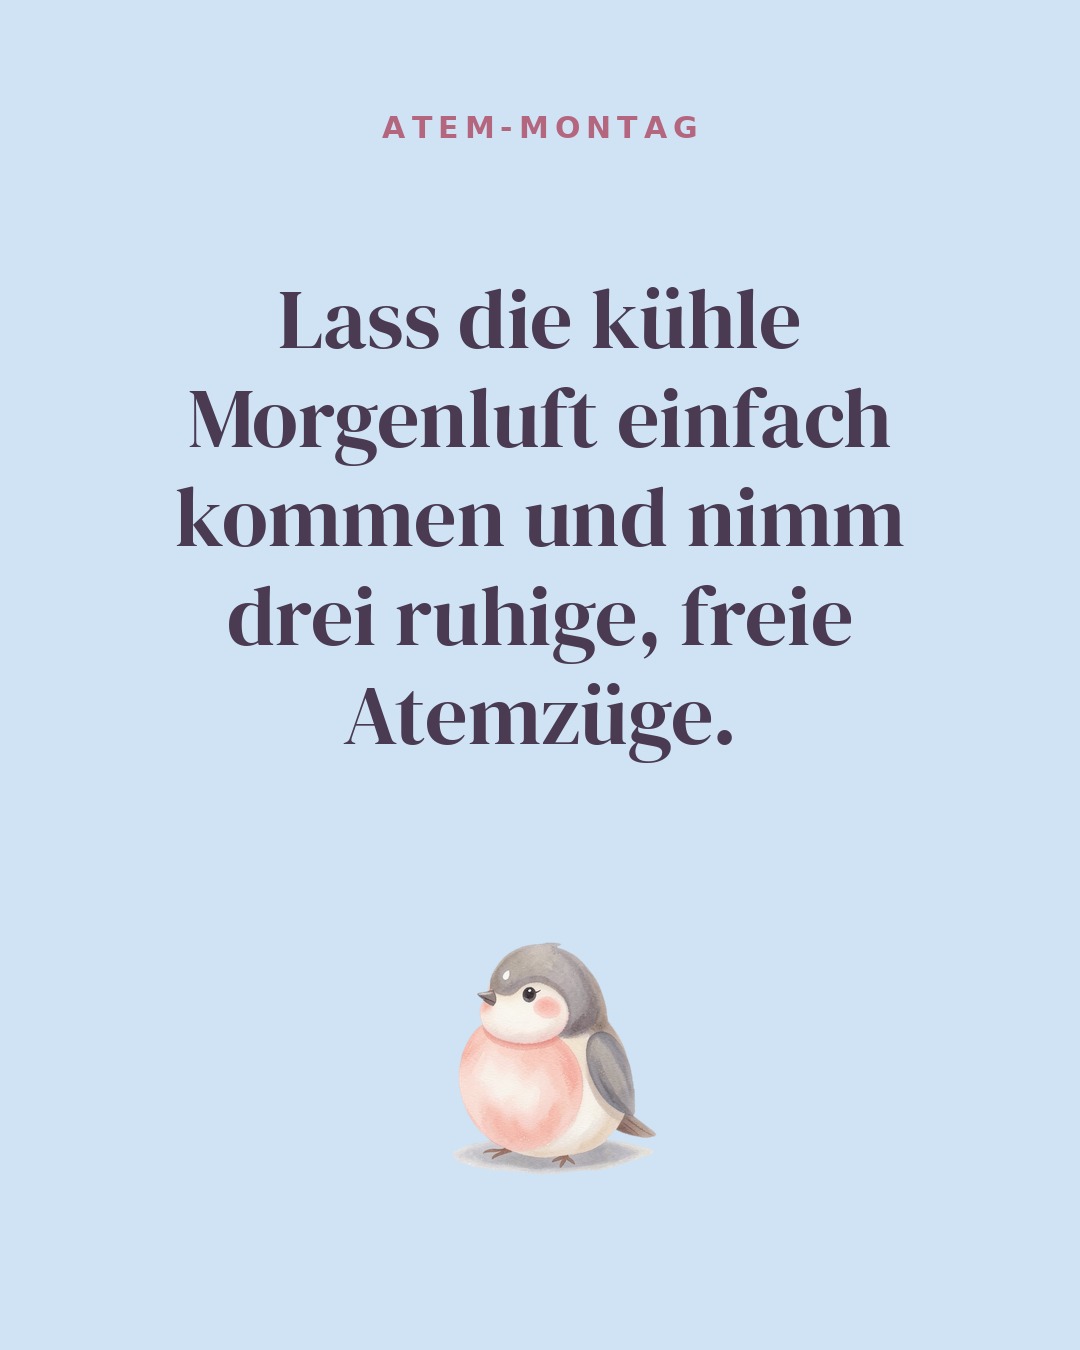 ATEM-MONTAG
Lass die kühle
Morgenluft einfach
kommen und nimm
drei ruhige, freie
Atemzüge.